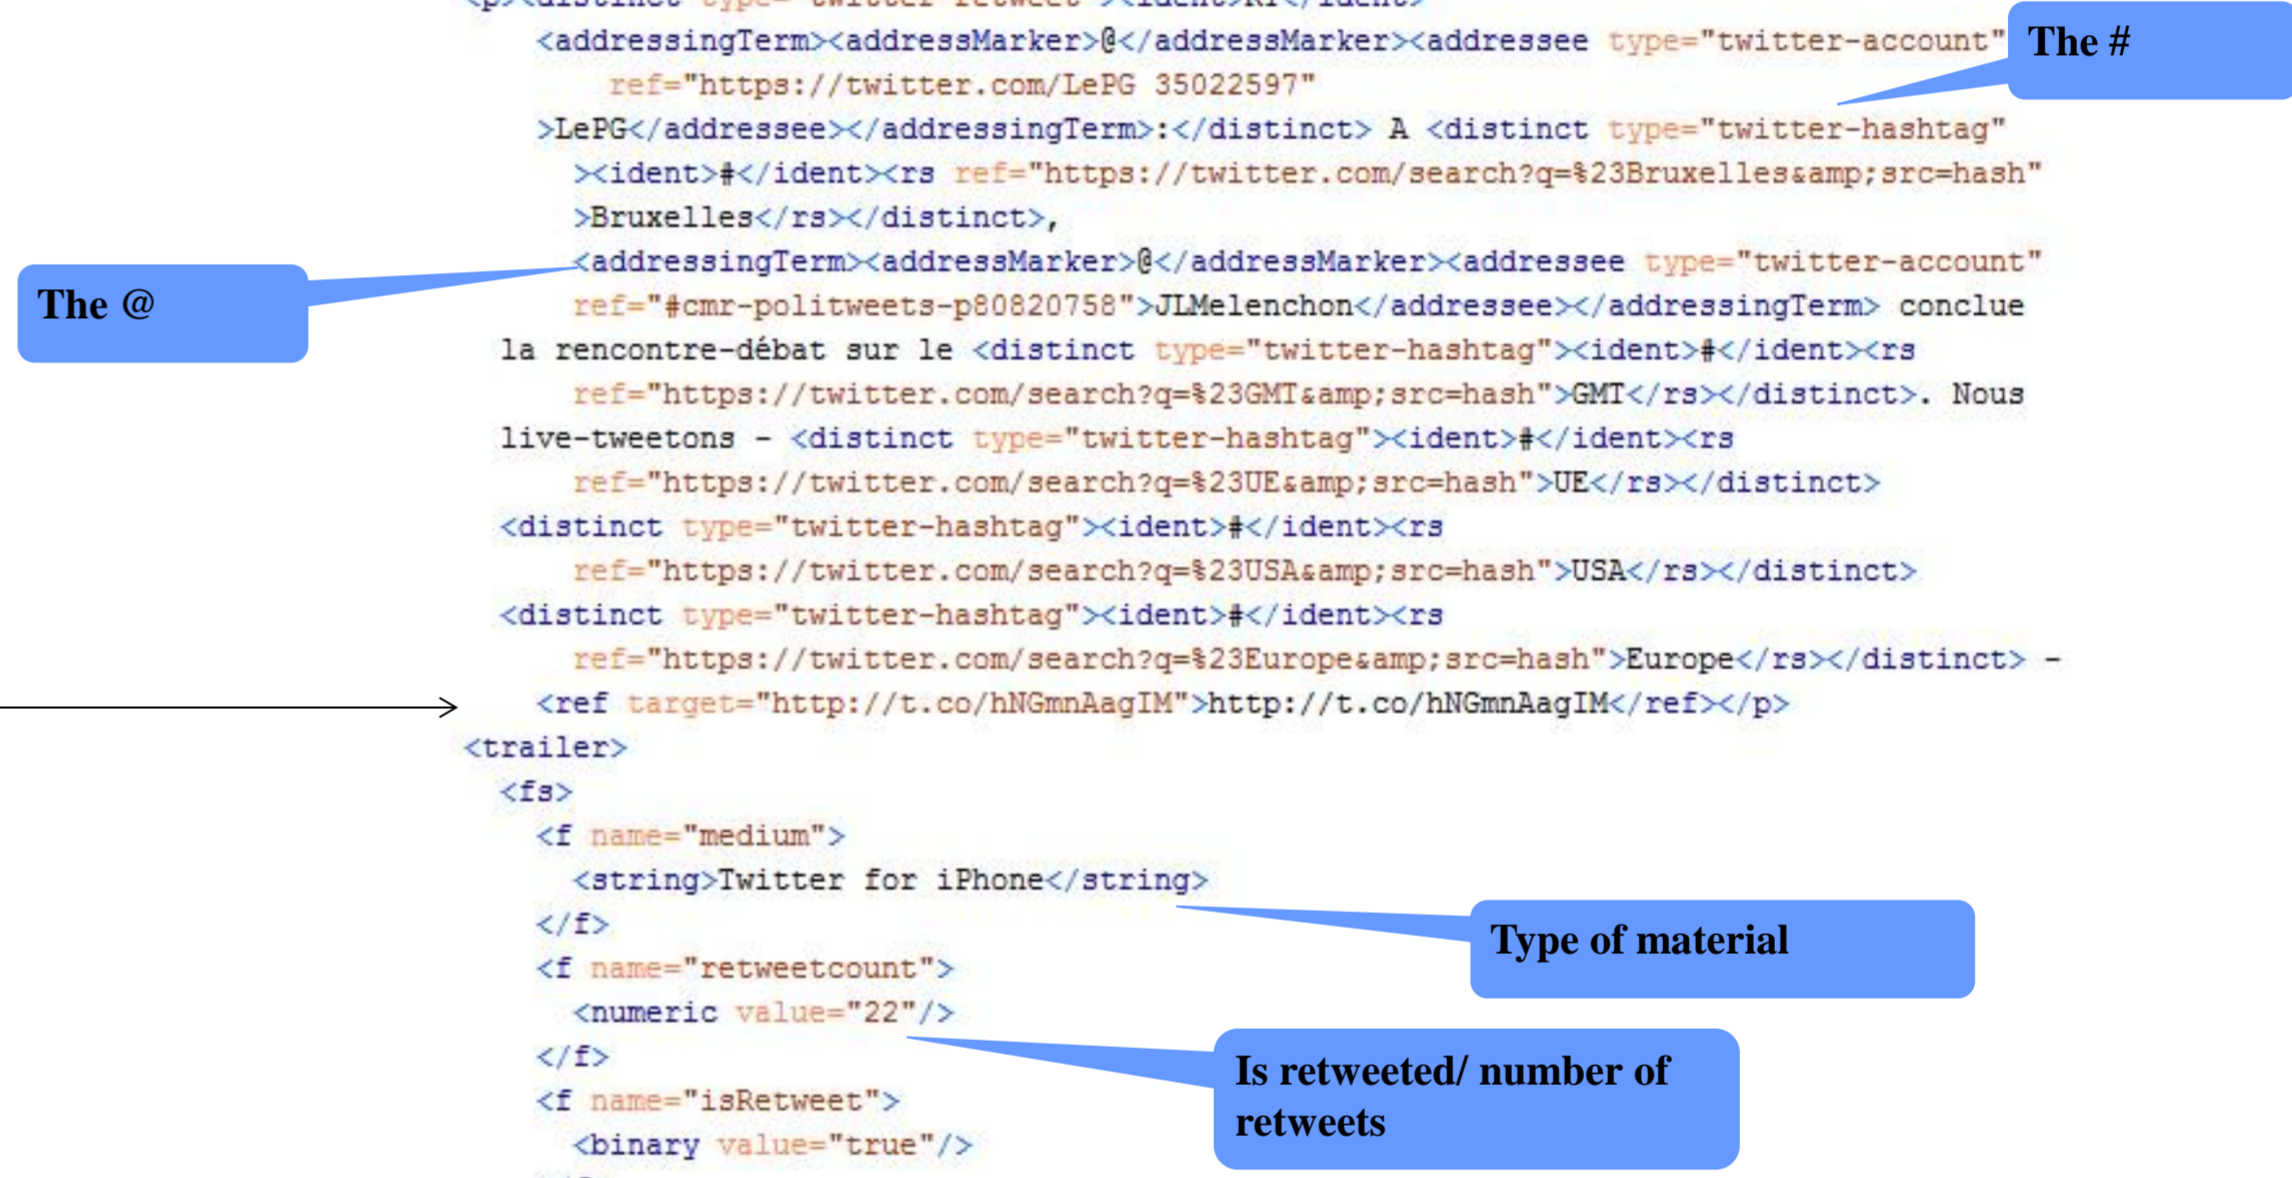 <p><distinct type="twitter-retweet"><ident>RT</ident>
<addressingTerm><addressMarker>@</addressMarker><addressee type="twitter-account"
The #
ref="https://twitter.com/LePG 35022597"
>LePG</addressee></addressingTerm>:</distinct> A <distinct type="twitter-hashtag"
><ident>#</ident><rs ref="https://twitter.com/search?q=%23Bruxelles&amp;src=hash"
>Bruxelles</rs></distinct>,
<addressingTerm><addressMarker>@</addressMarker><addressee type="twitter-account"
The @
ref="#cmr-politweets-p80820758">JLMelenchon</addressee></addressingTerm> conclue
la rencontre-débat sur le <distinct type="twitter-hashtag"><ident>#</ident><rs
ref="https://twitter.com/search?q=%23GMT&amp;src=hash">GMT</rs></distinct>. Nous
live-tweetons - <distinct type="twitter-hashtag"><ident>#</ident><rs
ref="https://twitter.com/search?q=%23UE&amp;src=hash">UE</rs></distinct>
<distinct type="twitter-hashtag"><ident>#</ident><rs
ref="https://twitter.com/search?q=%23USA&amp;src=hash">USA</rs></distinct>
<distinct type="twitter-hashtag"><ident>#</ident><rs
ref="https://twitter.com/search?q=%23Europe&amp;src=hash">Europe</rs></distinct> -
<ref target="http://t.co/hNGmnAagIM">http://t.co/hNGmnAagIM</ref></p>
<trailer>
<fs>
<f name="medium">
<string>Twitter for iPhone</string>
</f>
Type of material
<f name="retweetcount">
<numeric value="22"/>
</f>
Is retweeted/ number of
retweets
<f name="isRetweet">
<binary value="true"/>